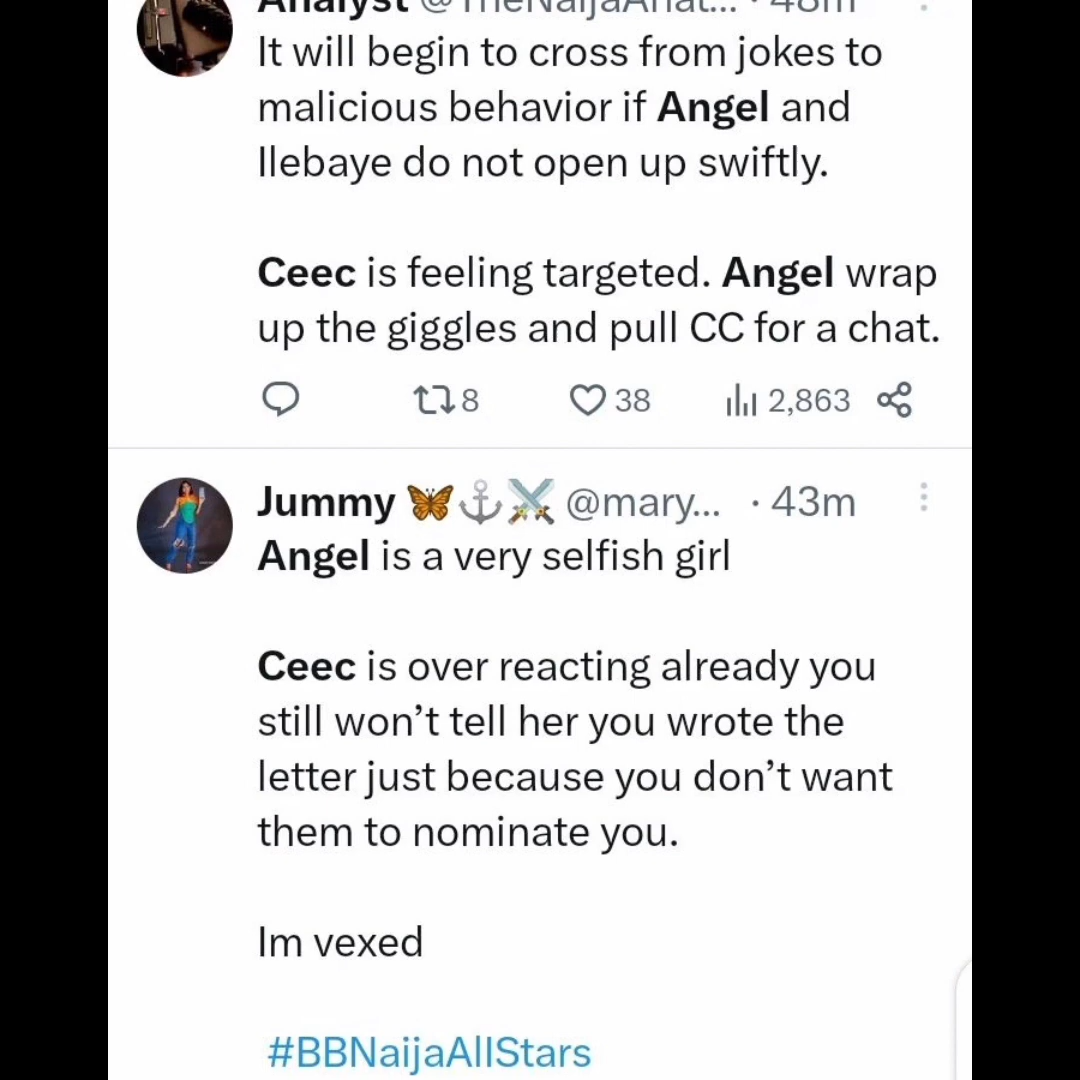 Analyst @TheNaijaAnal... · 48m
It will begin to cross from jokes to
malicious behavior if Angel and
Ilebaye do not open up swiftly.
Ceec is feeling targeted. Angel wrap
up the giggles and pull CC for a chat.
8 38 2,863
Jummy 🦋⚓⚔️ @mary... · 43m
Angel is a very selfish girl
Ceec is over reacting already you
still won’t tell her you wrote the
letter just because you don’t want
them to nominate you.
Im vexed
#BBNaijaAllStars